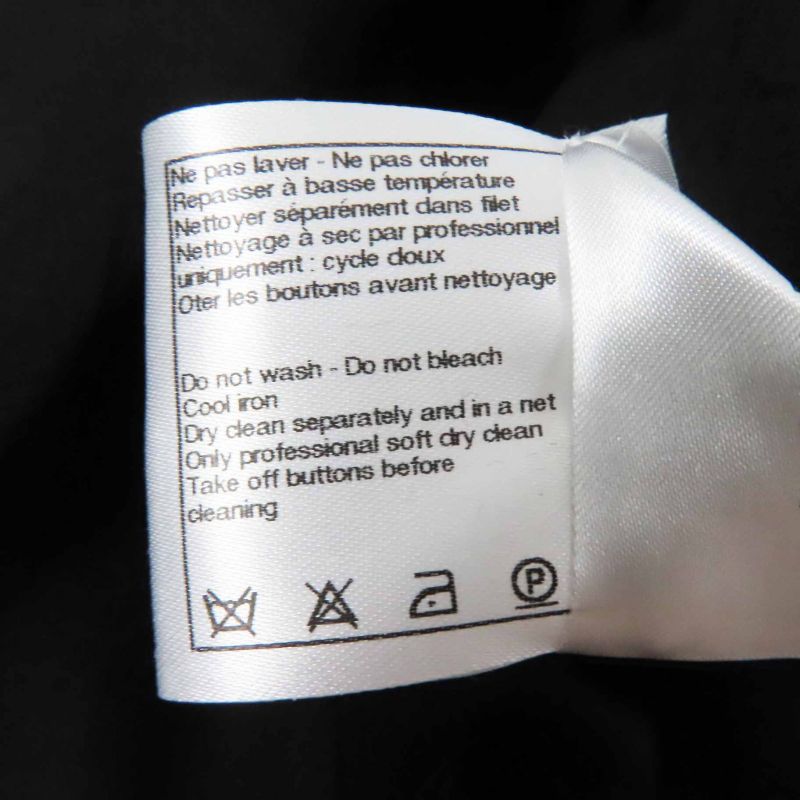 Ne pas laver - Ne pas chlorer
Repasser à basse température
Nettoyer séparément dans filet
Nettoyage à sec par professionnel
uniquement : cycle doux
Oter les boutons avant nettoyage
Do not wash - Do not bleach
Cool iron
Dry clean separately and in a net
Only professional soft dry clean
Take off buttons before
cleaning
P